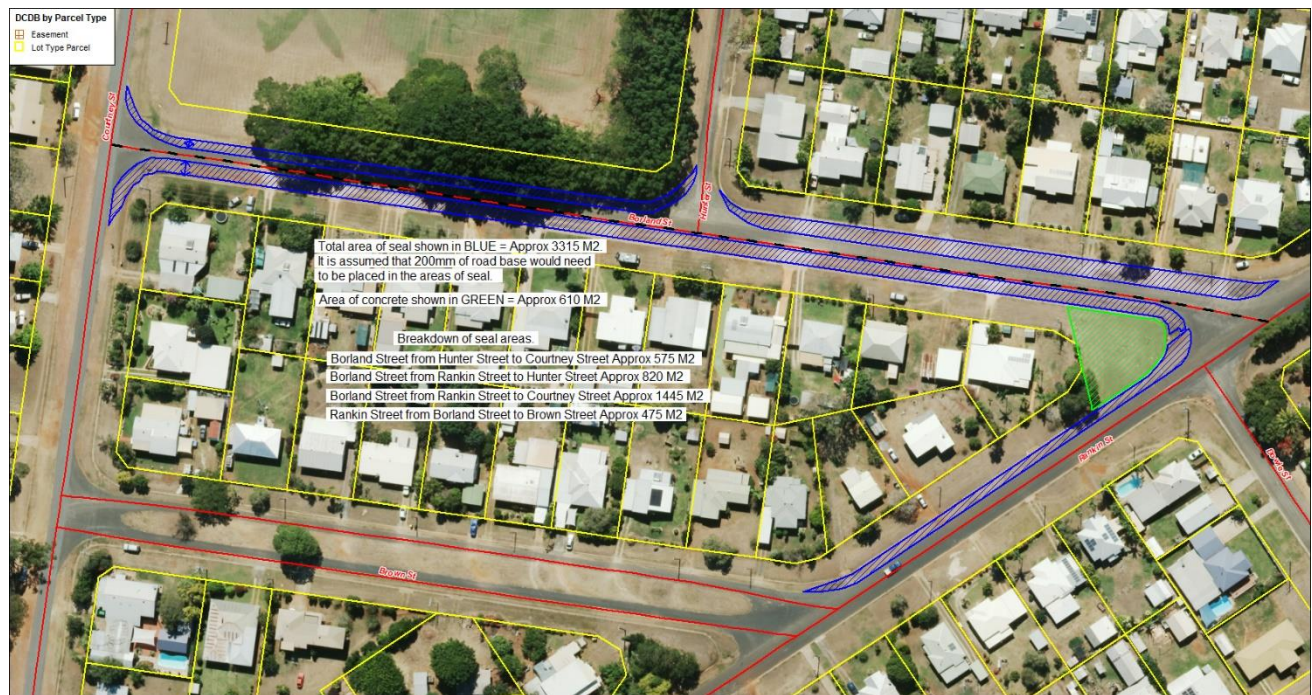 DCDB by Parcel Type
Easement
Lot Type Parcel
Courtney St
Hunter St
Borland St
Total area of seal shown in BLUE = Approx 3315 M2.
It is assumed that 200mm of road base would need
to be placed in the areas of seal.
Area of concrete shown in GREEN = Approx 610 M2
Breakdown of seal areas.
Borland Street from Hunter Street to Courtney Street Approx 575 M2
Borland Street from Rankin Street to Hunter Street Approx 820 M2
Borland Street from Rankin Street to Courtney Street Approx 1445 M2
Rankin Street from Borland Street to Brown Street Approx 475 M2
Rankin St
Brown St